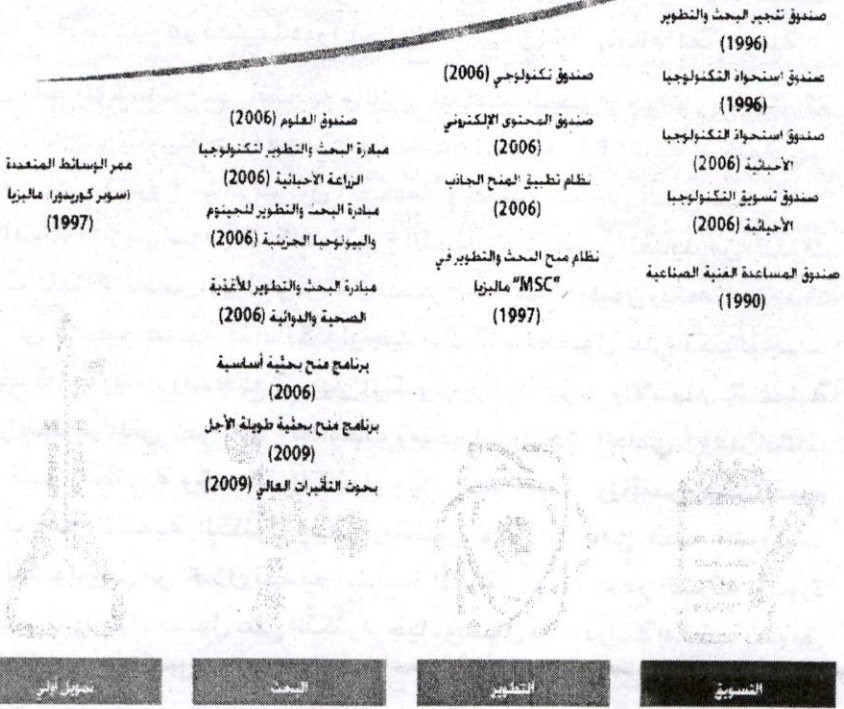 صندوق تتجير البحث والتطوير
(1996)
صندوق استحواذ التكنولوجيا
(1996)
صندوق استحواذ التكنولوجيا
الأحيائية (2006)
صندوق تسويق التكنولوجيا
الأحيائية (2006)
صندوق المساعدة الفنية الصناعية
(1990)
صندوق تكنولوجي (2006)
صندوق المحتوى الإلكتروني
(2006)
نظام تطبيق المنح الجانب
(2006)
نظام منح البحث والتطوير في
"MSC" ماليزيا
(1997)
صندوق العلوم (2006)
مبادرة البحث والتطوير لتكنولوجيا
الزراعة الأحيائية (2006)
مبادرة البحث والتطوير للجينوم
والبيولوجيا الجزيئية (2006)
مبادرة البحث والتطوير للأغذية
الصحية والدوائية (2006)
برنامج منح بحثية أساسية
(2006)
برنامج منح بحثية طويلة الأجل
(2009)
بحوث التأثيرات العالي (2009)
ممر الوسائط المتعددة
(سوبر كوريدور) ماليزيا
(1997)
التسويق
التطوير
البحث
تمويل أولي